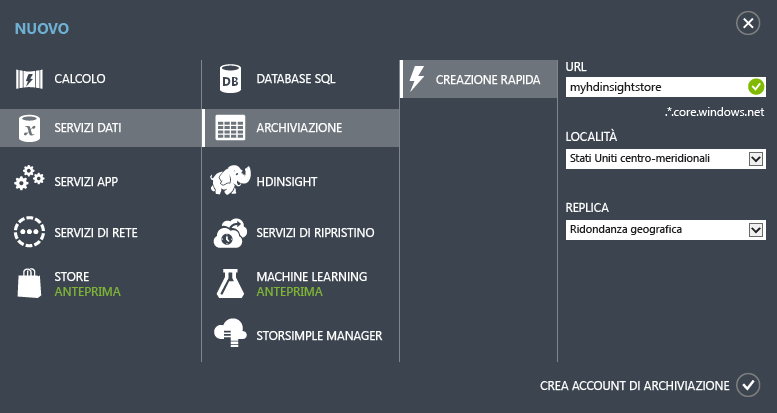 NUOVO
CALCOLO
SERVIZI DATI
SERVIZI APP
SERVIZI DI RETE
STORE
ANTEPRIMA
DB
DATABASE SQL
ARCHIVIAZIONE
HDINSIGHT
SERVIZI DI RIPRISTINO
MACHINE LEARNING
ANTEPRIMA
STORSIMPLE MANAGER
CREAZIONE RAPIDA
URL
myhdinsightstore
.*.core.windows.net
LOCALITÀ
Stati Uniti centro-meridionali
REPLICA
Ridondanza geografica
CREA ACCOUNT DI ARCHIVIAZIONE